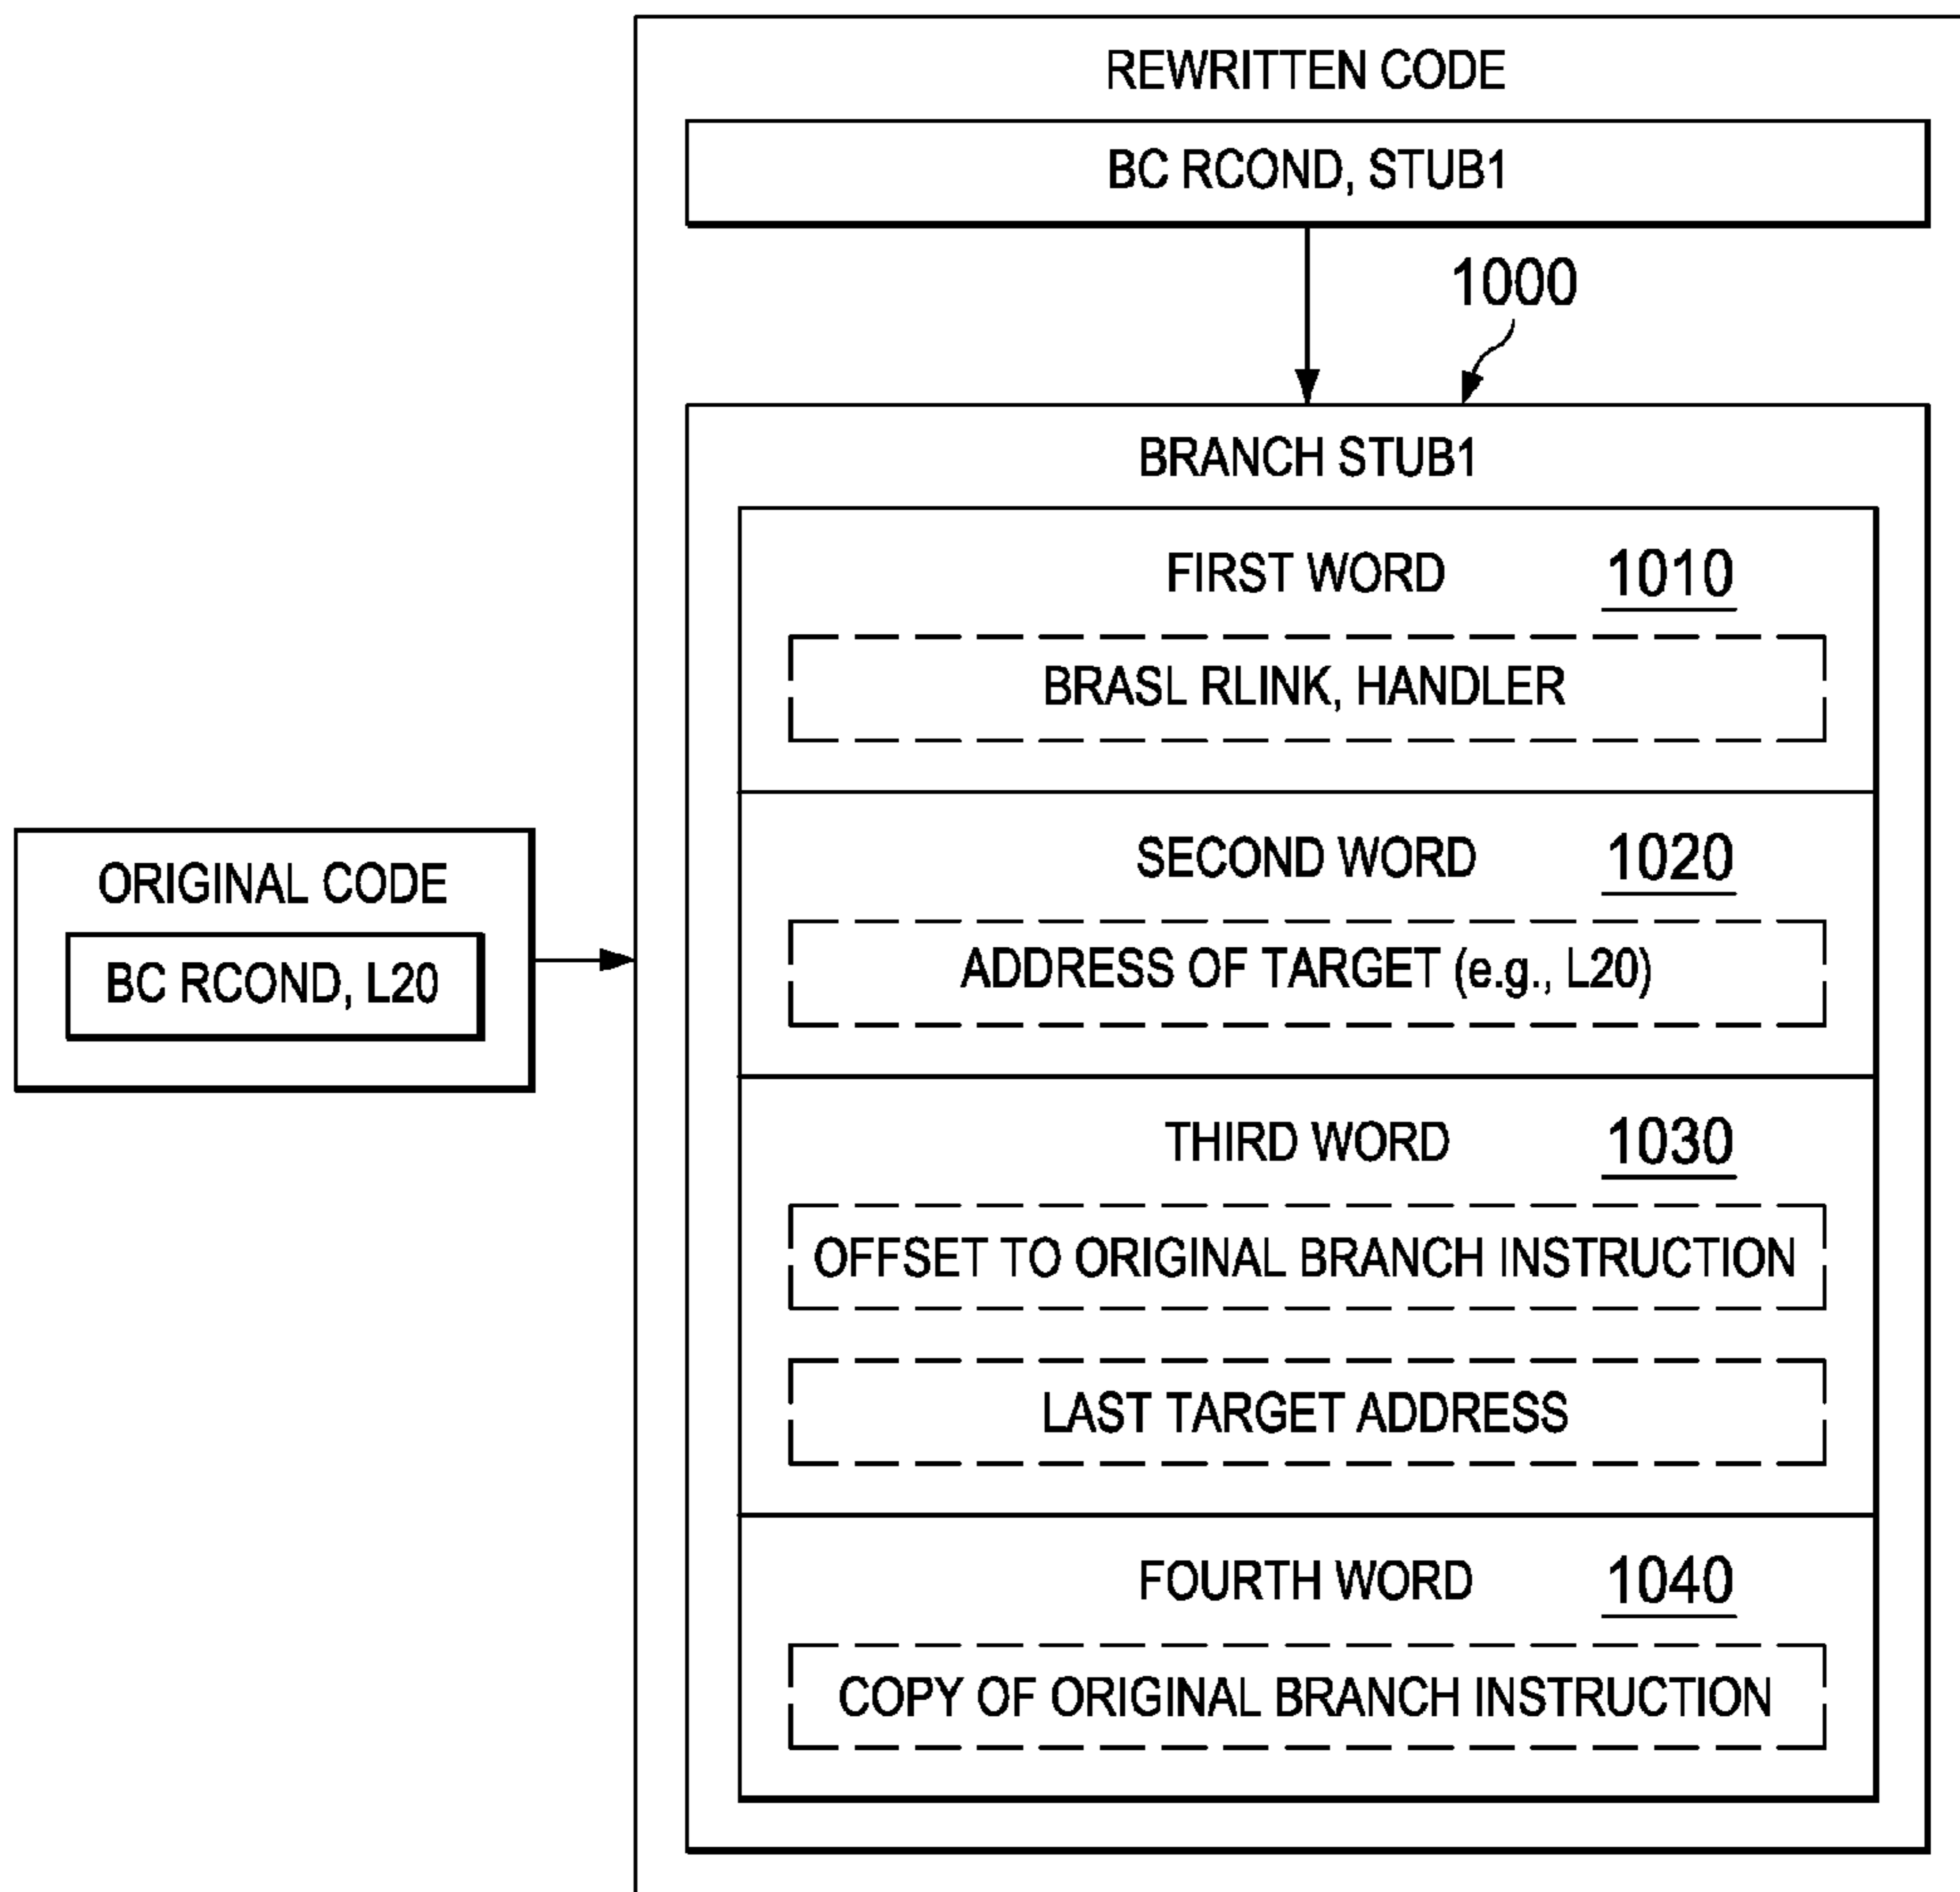 REWRITTEN CODE
BC RCOND, STUB1
1000
BRANCH STUB1
FIRST WORD 1010
BRASL RLINK, HANDLER
SECOND WORD 1020
ADDRESS OF TARGET (e.g., L20)
THIRD WORD 1030
OFFSET TO ORIGINAL BRANCH INSTRUCTION
LAST TARGET ADDRESS
FOURTH WORD 1040
COPY OF ORIGINAL BRANCH INSTRUCTION
ORIGINAL CODE
BC RCOND, L20